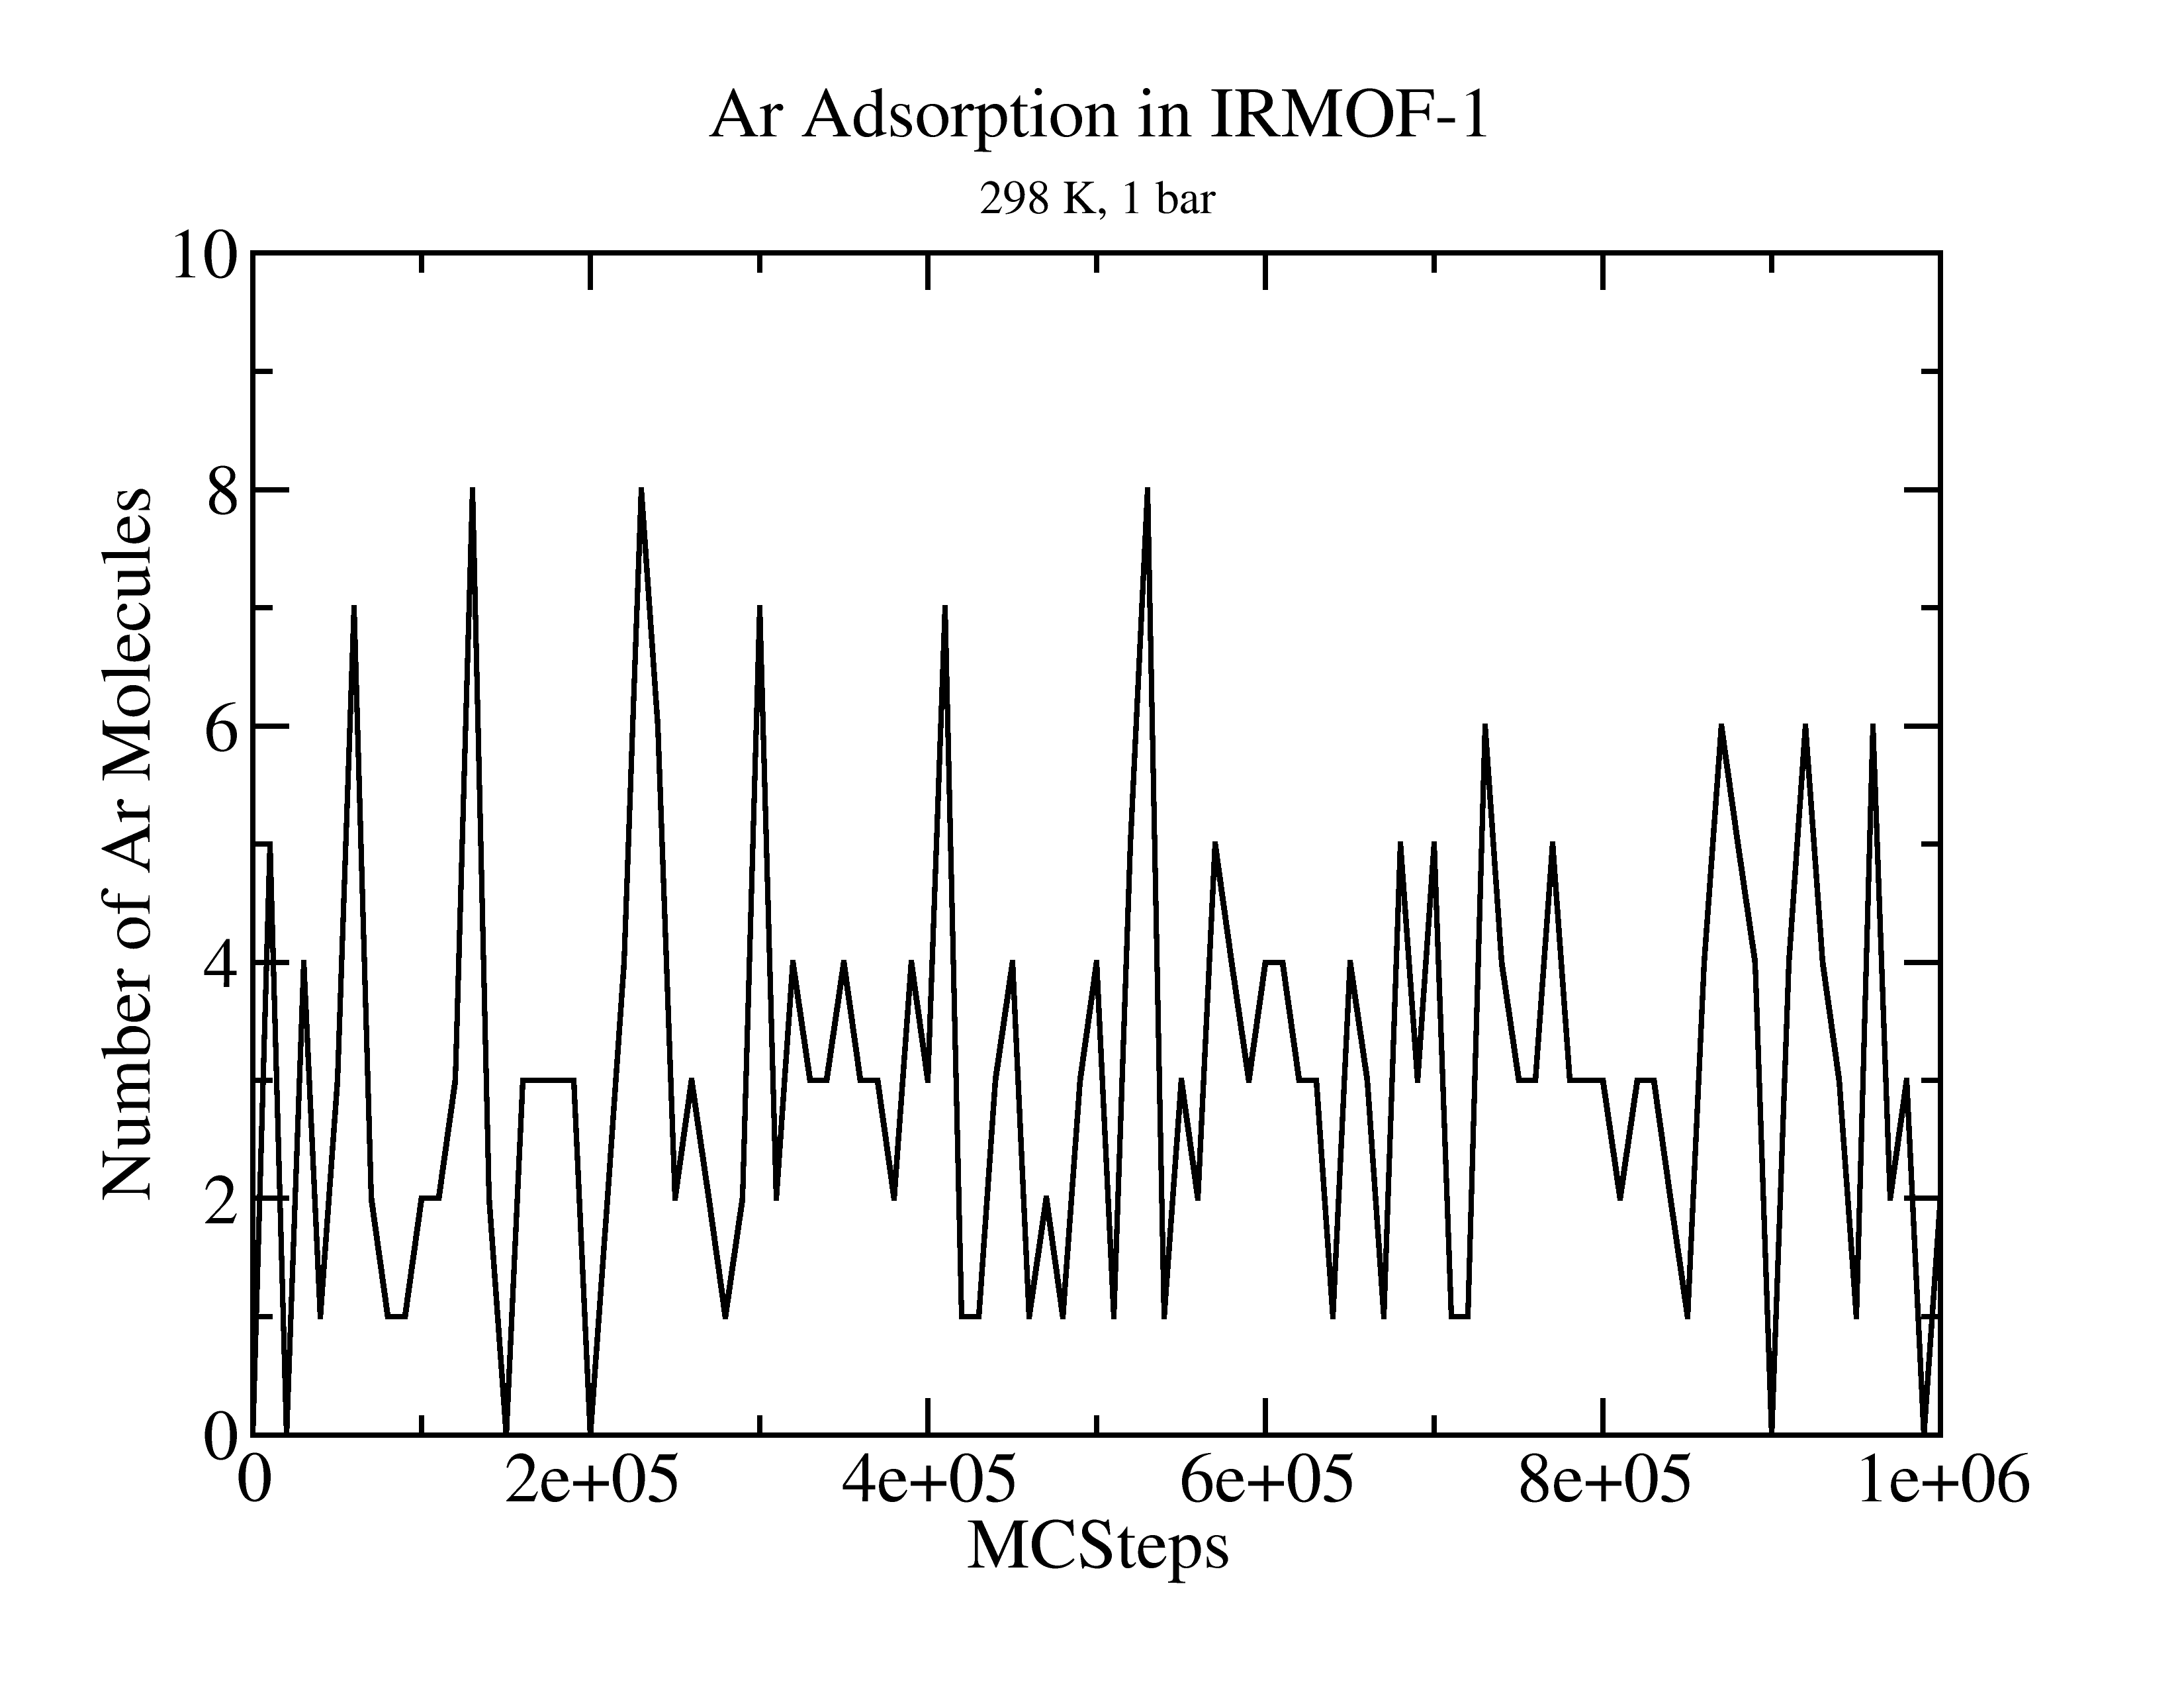 Ar Adsorption in IRMOF-1
298 K, 1 bar
10
8
6
4
2
0
Number of Ar Molecules
0 2e+05 4e+05 6e+05 8e+05 1e+06
MCSteps